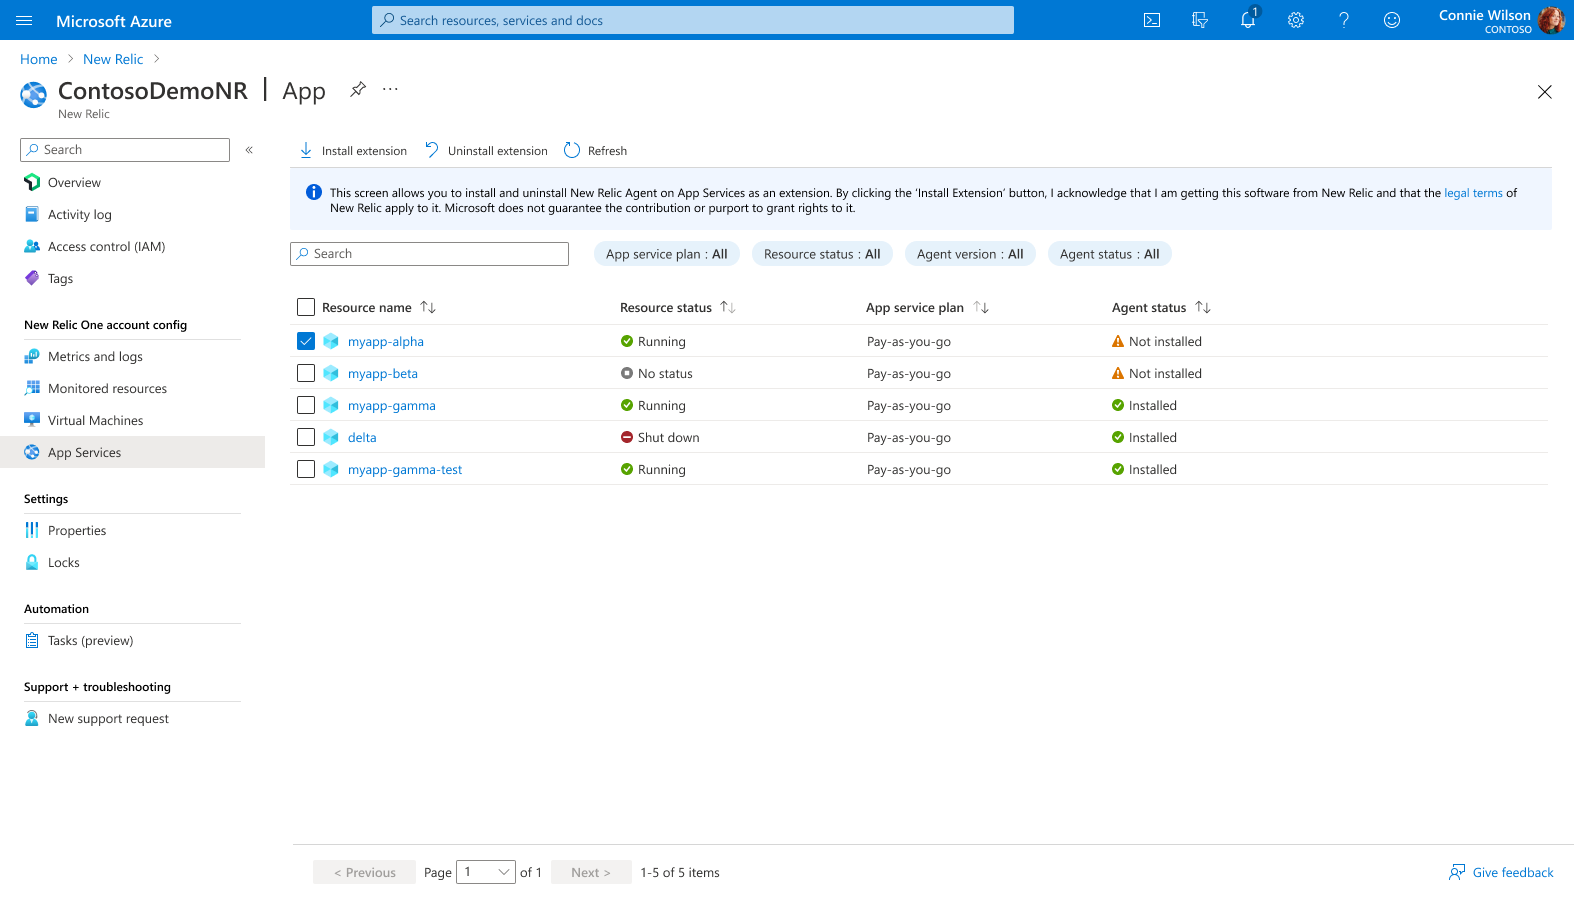 Microsoft Azure
Search resources, services and docs
1
Connie Wilson
CONTOSO
Home > New Relic >
ContosoDemoNR | App
New Relic
Search
«
Overview
Activity log
Access control (IAM)
Tags
New Relic One account config
Metrics and logs
Monitored resources
Virtual Machines
App Services
Settings
Properties
Locks
Automation
Tasks (preview)
Support + troubleshooting
New support request
Install extension
Uninstall extension
Refresh
This screen allows you to install and uninstall New Relic Agent on App Services as an extension. By clicking the ‘Install Extension’ button, I acknowledge that I am getting this software from New Relic and that the legal terms of
New Relic apply to it. Microsoft does not guarantee the contribution or purport to grant rights to it.
Search
App service plan : All
Resource status : All
Agent version : All
Agent status : All
Resource name ↑↓ Resource status ↑↓ App service plan ↑↓ Agent status ↑↓
myapp-alpha Running Pay-as-you-go Not installed
myapp-beta No status Pay-as-you-go Not installed
myapp-gamma Running Pay-as-you-go Installed
delta Shut down Pay-as-you-go Installed
myapp-gamma-test Running Pay-as-you-go Installed
< Previous Page 1 of 1 Next > 1-5 of 5 items
Give feedback